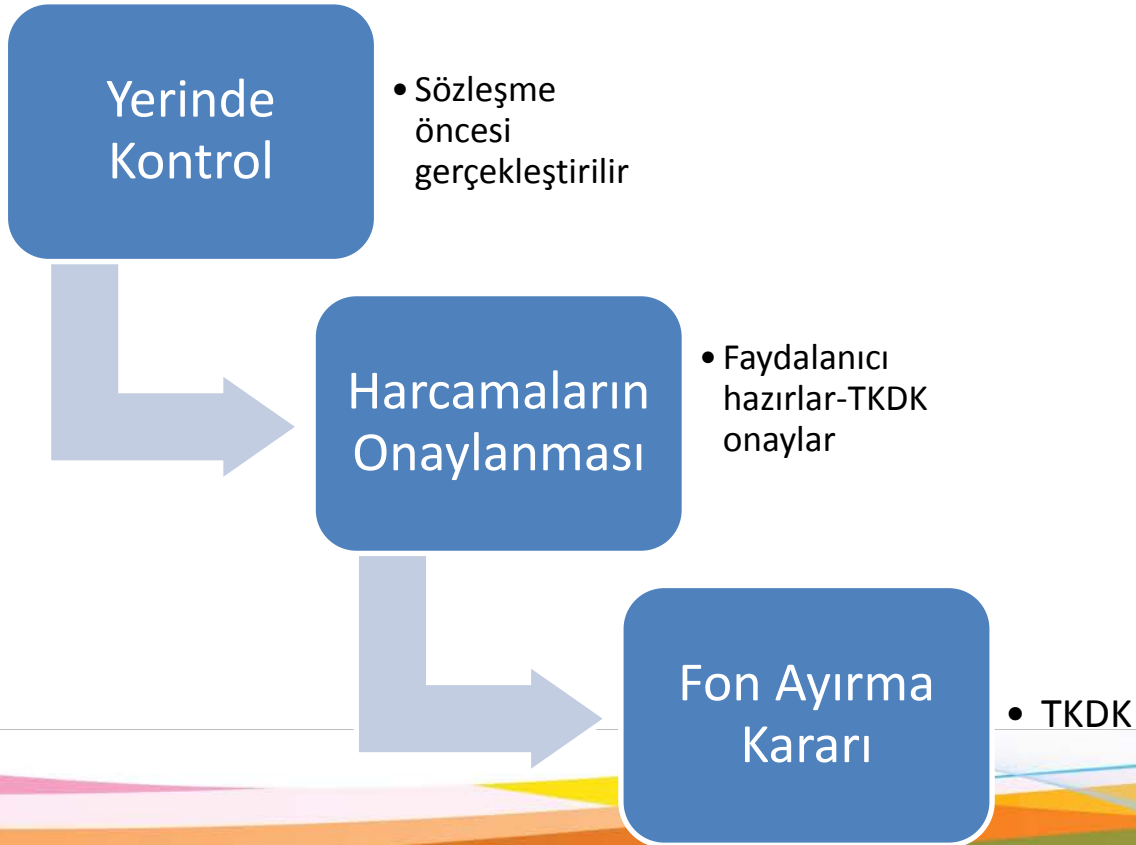 Yerinde
Kontrol
• Sözleşme
öncesi
gerçekleştirilir
Harcamaların
Onaylanması
• Faydalanıcı
hazırlar-TKDK
onaylar
Fon Ayırma
Kararı
• TKDK